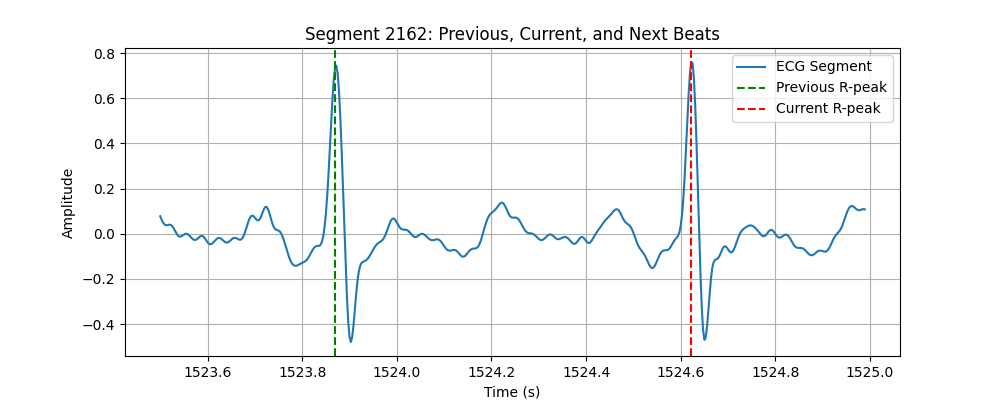 Segment 2162: Previous, Current, and Next Beats
ECG Segment
Previous R-peak
Current R-peak
Amplitude
0.8
0.6
0.4
0.2
0.0
−0.2
−0.4
1523.6 1523.8 1524.0 1524.2 1524.4 1524.6 1524.8 1525.0
Time (s)